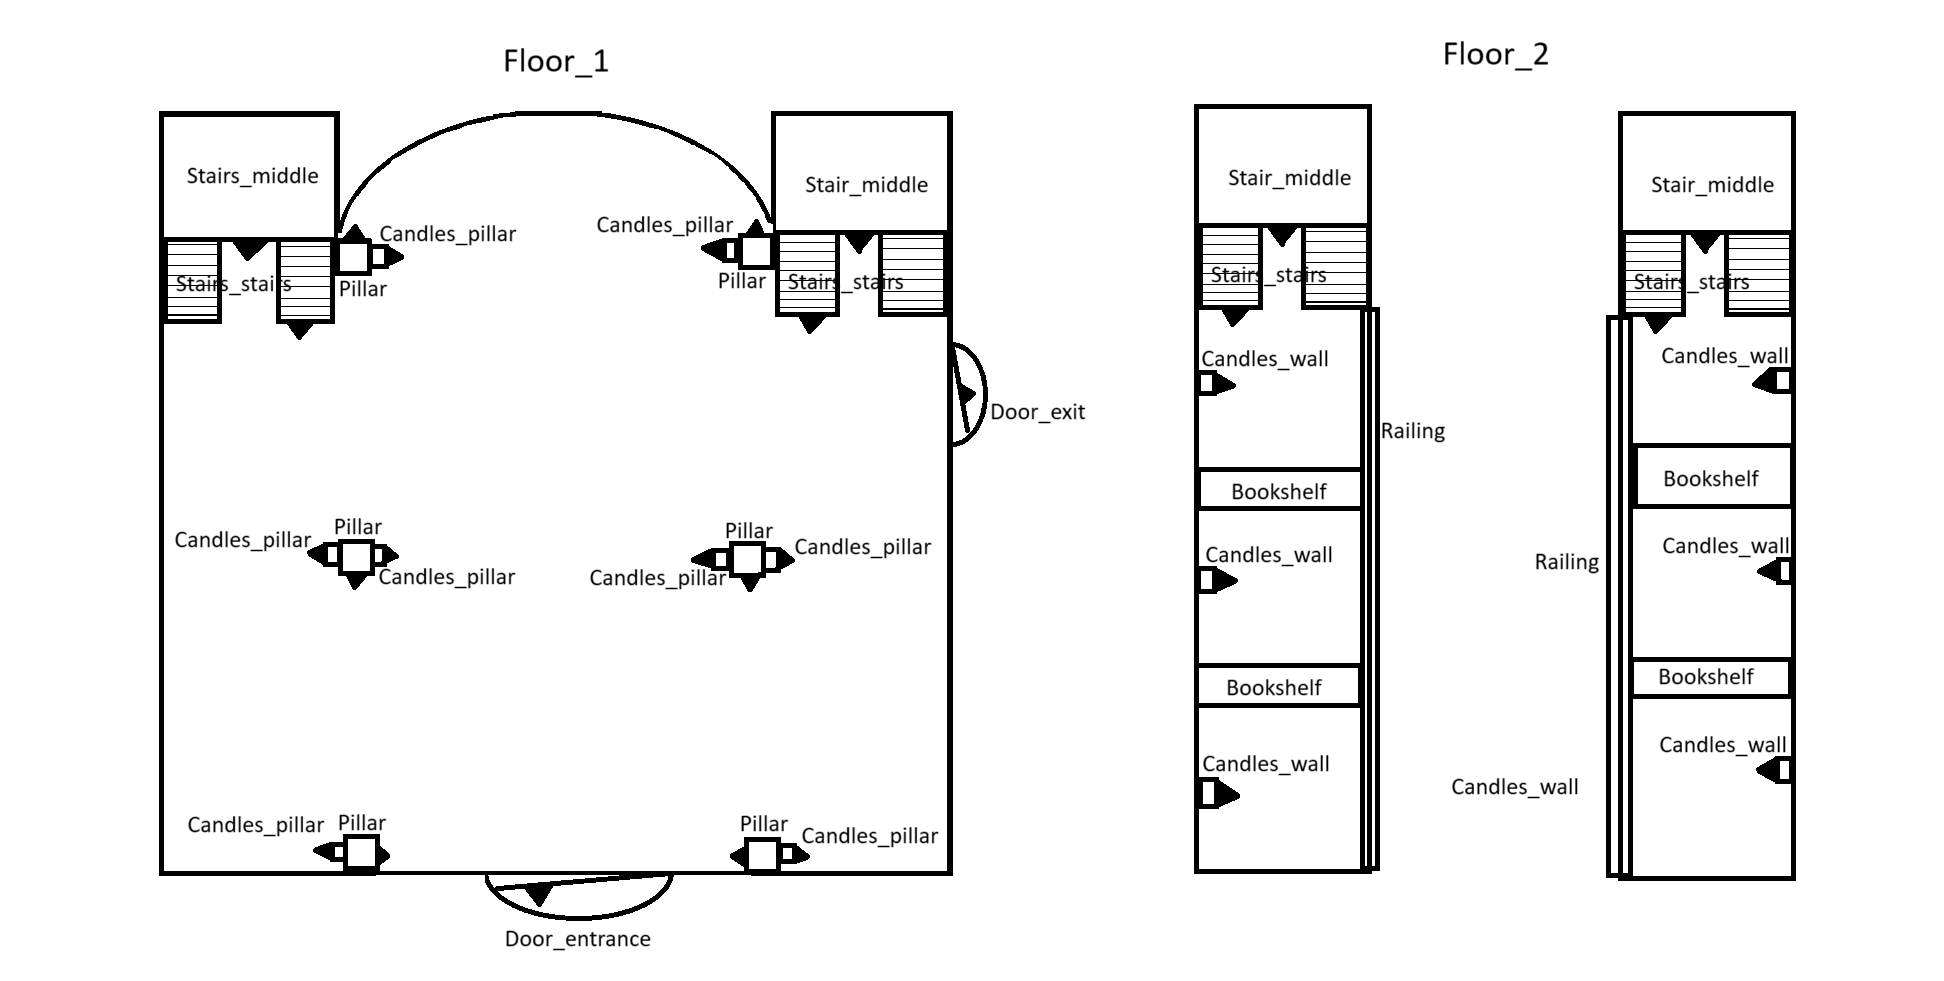 Floor_1
Stairs_middle
Stair_middle
Candles_pillar
Candles_pillar
Stairs_stairs
Pillar
Pillar
Stairs_stairs
Door_exit
Candles_pillar
Pillar
Candles_pillar
Pillar
Candles_pillar
Candles_pillar
Candles_pillar
Pillar
Pillar
Candles_pillar
Door_entrance
Floor_2
Stair_middle
Stair_middle
Stairs_stairs
Stairs_stairs
Candles_wall
Candles_wall
Railing
Bookshelf
Bookshelf
Candles_wall
Railing
Candles_wall
Bookshelf
Bookshelf
Candles_wall
Candles_wall
Candles_wall